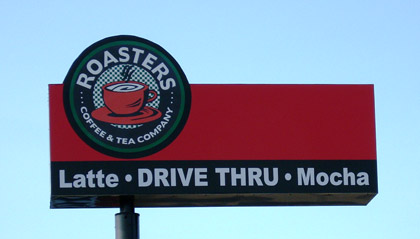 ROASTERS
COFFEE & TEA COMPANY
Latte • DRIVE THRU • Mocha